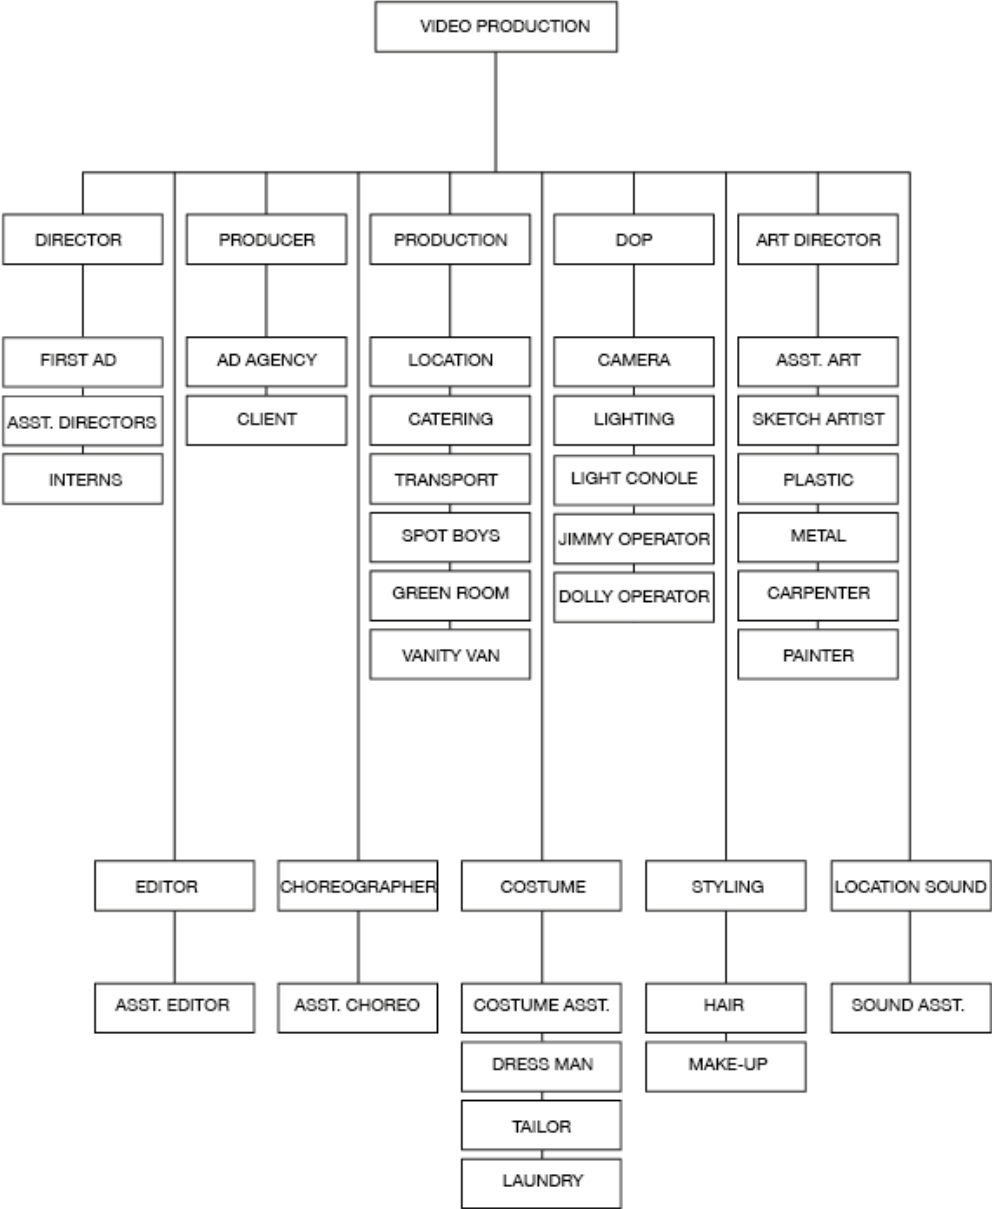 VIDEO PRODUCTION
DIRECTOR
PRODUCER
PRODUCTION
DOP
ART DIRECTOR
FIRST AD
AD AGENCY
LOCATION
CAMERA
ASST. ART
ASST. DIRECTORS
CLIENT
CATERING
LIGHTING
SKETCH ARTIST
INTERNS
TRANSPORT
LIGHT CONOLE
PLASTIC
SPOT BOYS
JIMMY OPERATOR
METAL
GREEN ROOM
DOLLY OPERATOR
CARPENTER
VANITY VAN
PAINTER
EDITOR
CHOREOGRAPHER
COSTUME
STYLING
LOCATION SOUND
ASST. EDITOR
ASST. CHOREO
COSTUME ASST.
HAIR
SOUND ASST.
DRESS MAN
MAKE-UP
TAILOR
LAUNDRY